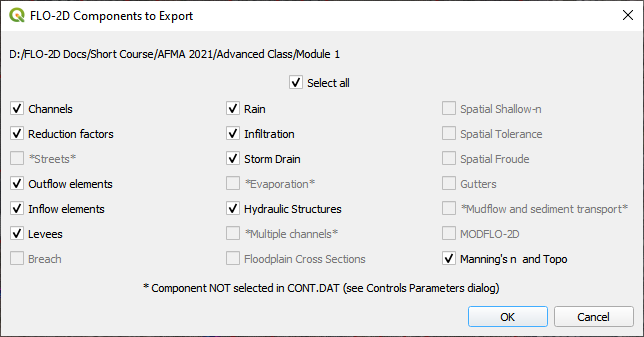 FLO-2D Components to Export
D:/FLO-2D Docs/Short Course/AFMA 2021/Advanced Class/Module 1
Select all
Channels Rain Spatial Shallow-n
Reduction factors Infiltration Spatial Tolerance
*Streets* Storm Drain Spatial Froude
Outflow elements *Evaporation* Gutters
Inflow elements Hydraulic Structures *Mudflow and sediment transport*
Levees *Multiple channels* MODFLO-2D
Breach Floodplain Cross Sections Manning's n and Topo
* Component NOT selected in CONT.DAT (see Controls Parameters dialog)
OK Cancel